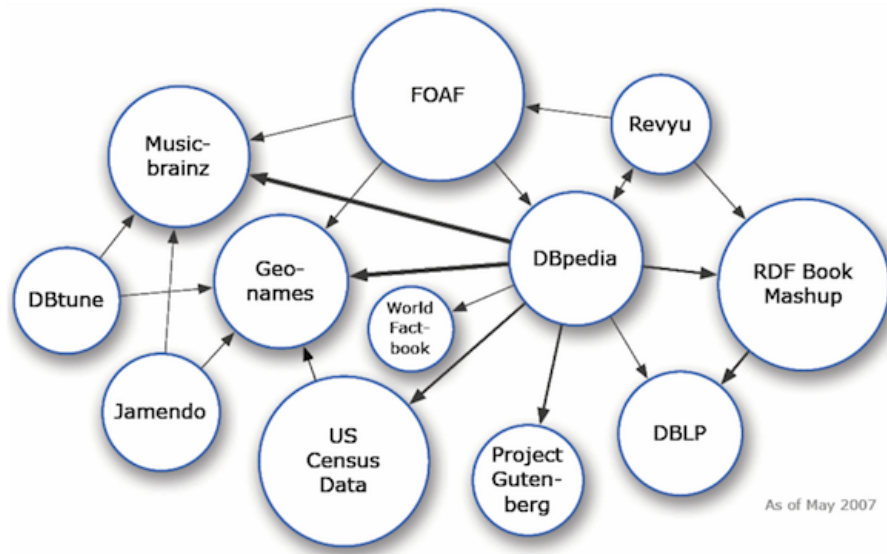 FOAF
Revyu
Music-
brainz
DBpedia
RDF Book
Mashup
Geo-
names
DBtune
World
Fact-
book
Jamendo
US
Census
Data
Project
Guten-
berg
DBLP
As of May 2007